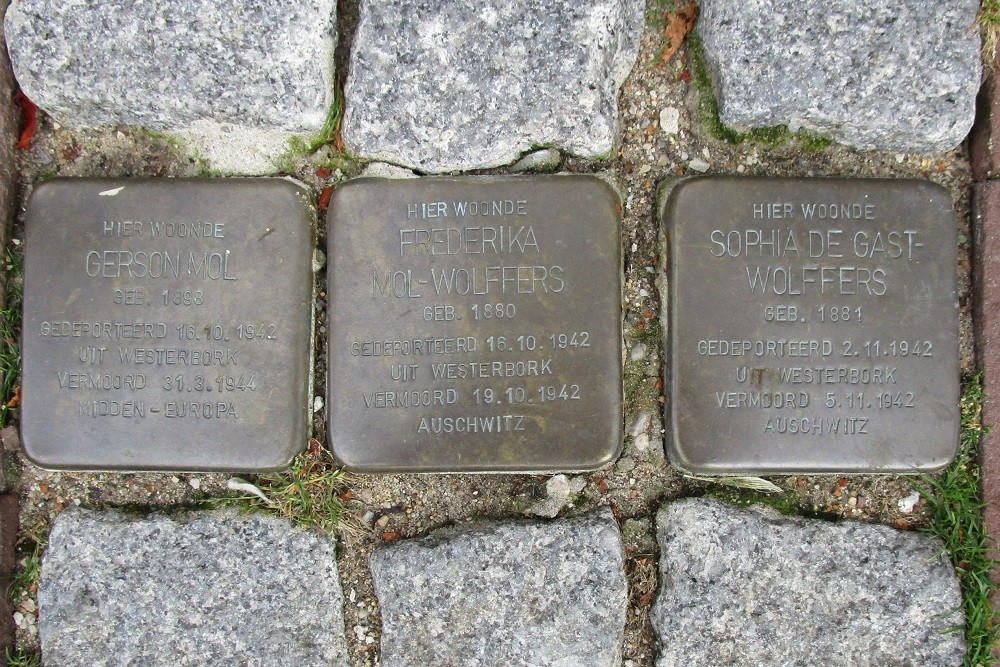 HIER WOONDE
GERSON MOL
GEB. 1898
GEDEPORTEERD 16.10.1942
UIT WESTERBORK
VERMOORD 31.3.1944
MIDDEN-EUROPA
HIER WOONDE
FREDERIKA
MOL-WOLFFERS
GEB. 1880
GEDEPORTEERD 16.10.1942
UIT WESTERBORK
VERMOORD 19.10.1942
AUSCHWITZ
HIER WOONDE
SOPHIA DE GAST-
WOLFFERS
GEB. 1881
GEDEPORTEERD 2.11.1942
UIT WESTERBORK
VERMOORD 5.11.1942
AUSCHWITZ